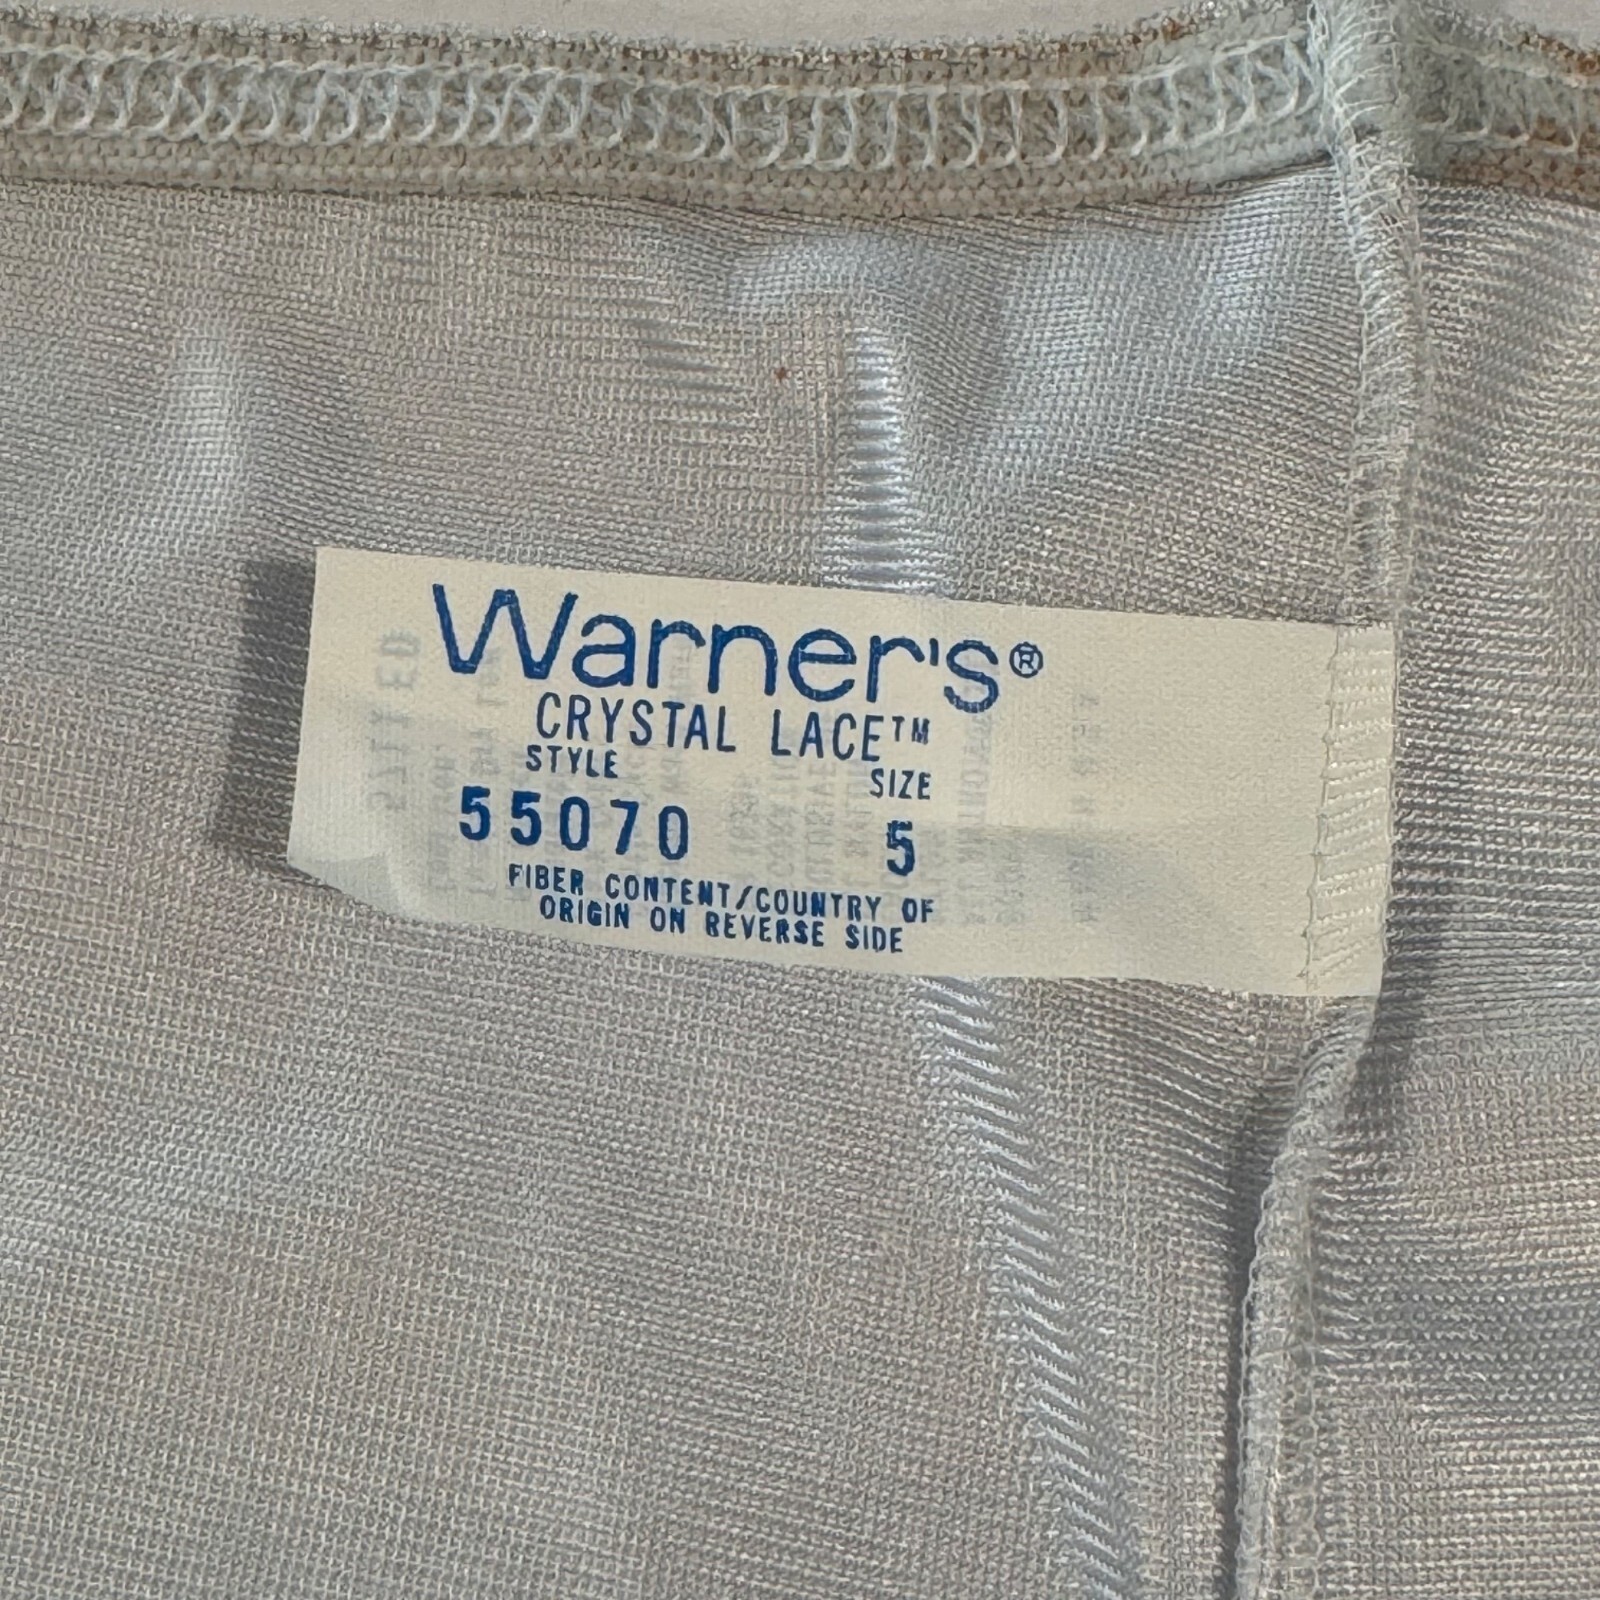 Warner's®
CRYSTAL LACE™
STYLE SIZE
55070 5
FIBER CONTENT/COUNTRY OF
ORIGIN ON REVERSE SIDE